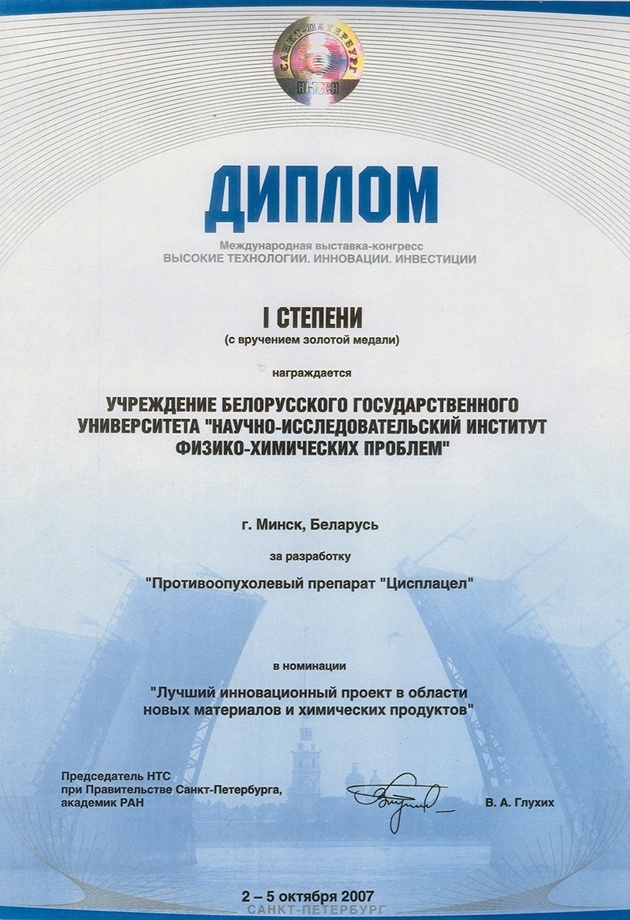 САНКТ-ПЕТЕРБУРГ
HI-TECH
ДИПЛОМ
Международная выставка-конгресс
ВЫСОКИЕ ТЕХНОЛОГИИ. ИННОВАЦИИ. ИНВЕСТИЦИИ
I СТЕПЕНИ
(с вручением золотой медали)
награждается
УЧРЕЖДЕНИЕ БЕЛОРУССКОГО ГОСУДАРСТВЕННОГО
УНИВЕРСИТЕТА "НАУЧНО-ИССЛЕДОВАТЕЛЬСКИЙ ИНСТИТУТ
ФИЗИКО-ХИМИЧЕСКИХ ПРОБЛЕМ"
г. Минск, Беларусь
за разработку
"Противоопухолевый препарат "Цисплацел"
в номинации
"Лучший инновационный проект в области
новых материалов и химических продуктов"
Председатель НТС
при Правительстве Санкт-Петербурга,
академик РАН
В. А. Глухих
2 – 5 октября 2007
САНКТ-ПЕТЕРБУРГ